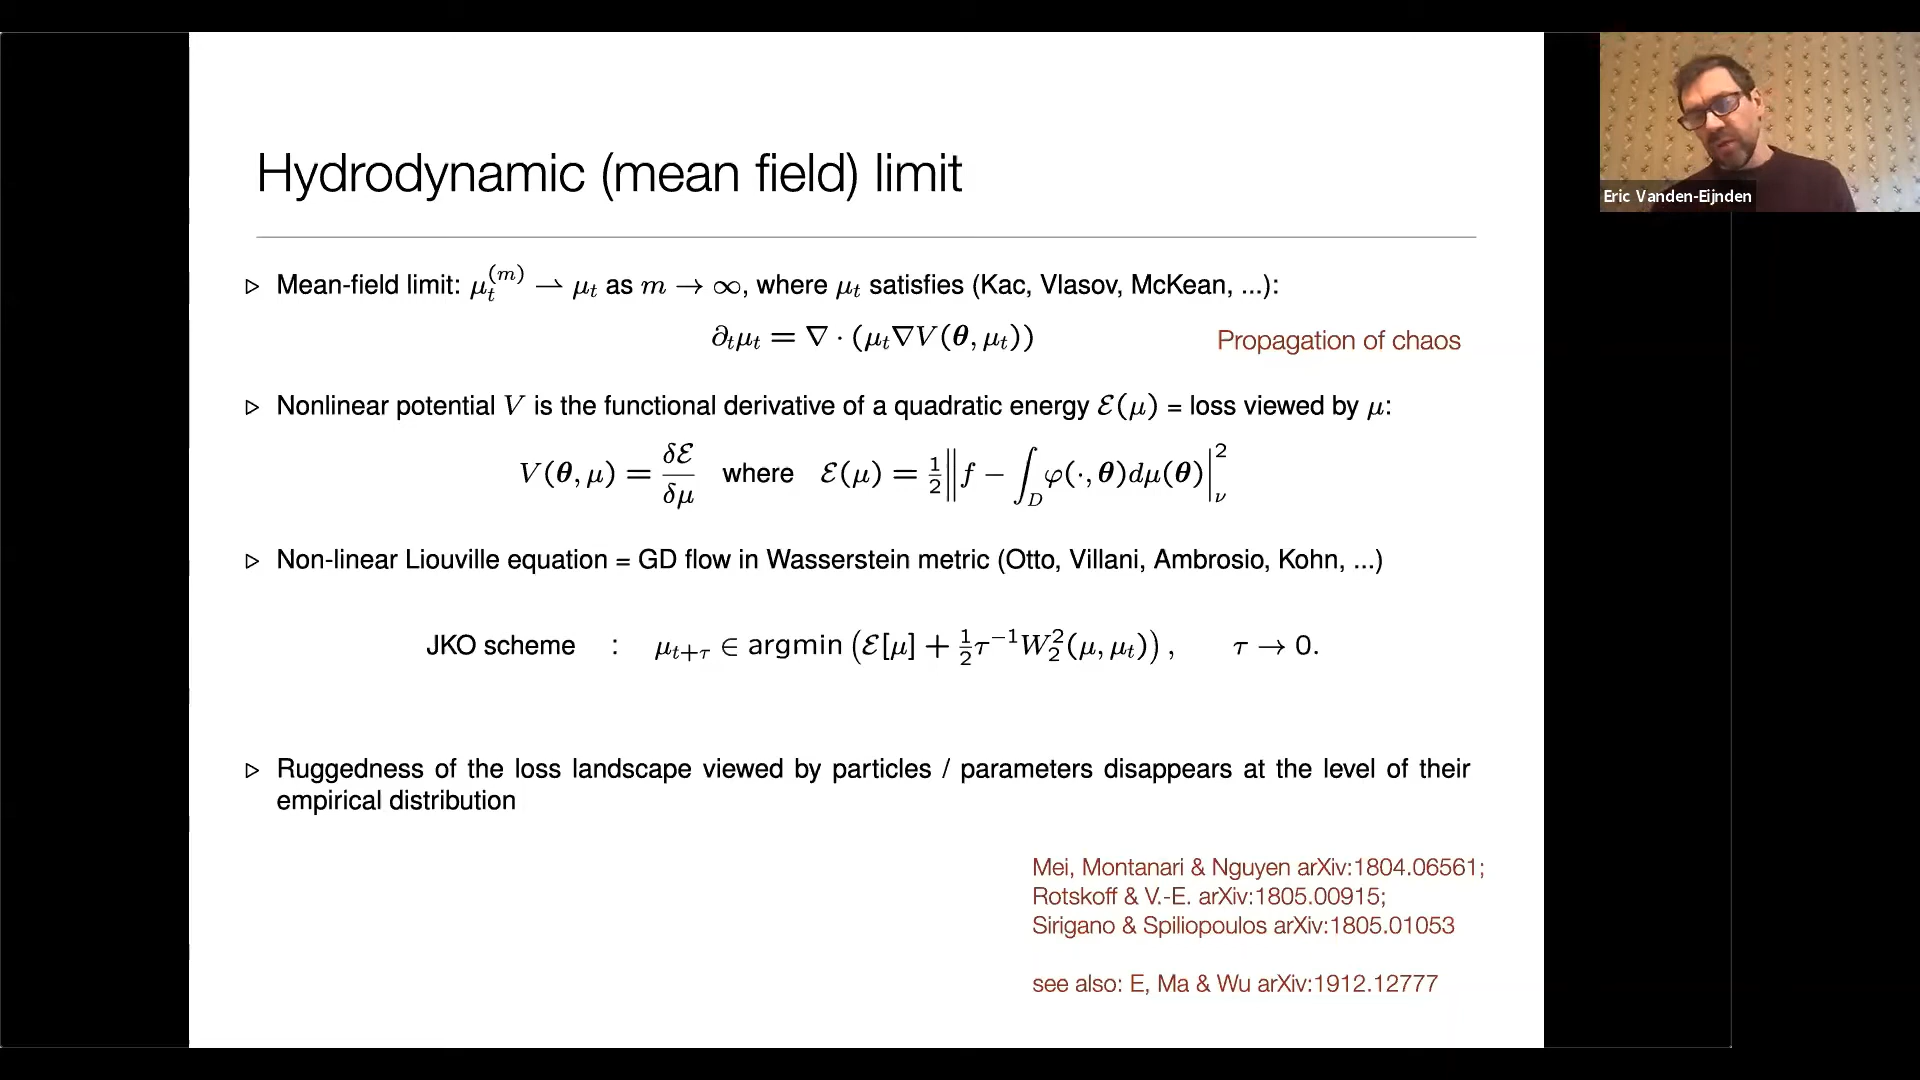 Hydrodynamic (mean field) limit
Eric Vanden-Eijnden
▷ Mean-field limit: μ_t^{(m)} ⇀ μ_t as m → ∞, where μ_t satisfies (Kac, Vlasov, McKean, ...):
∂_tμ_t = ∇ · (μ_t∇V(θ, μ_t))
Propagation of chaos
▷ Nonlinear potential V is the functional derivative of a quadratic energy ℰ(μ) = loss viewed by μ:
V(θ, μ) = δℰ/δμ where ℰ(μ) = ½‖f − ∫_D φ(·, θ)dμ(θ)|_ν^2
▷ Non-linear Liouville equation = GD flow in Wasserstein metric (Otto, Villani, Ambrosio, Kohn, ...)
JKO scheme : μ_{t+τ} ∈ argmin (ℰ[μ] + ½τ^{−1}W_2^2(μ, μ_t)), τ → 0.
▷ Ruggedness of the loss landscape viewed by particles / parameters disappears at the level of their
empirical distribution
Mei, Montanari & Nguyen arXiv:1804.06561;
Rotskoff & V.-E. arXiv:1805.00915;
Sirigano & Spiliopoulos arXiv:1805.01053
see also: E, Ma & Wu arXiv:1912.12777